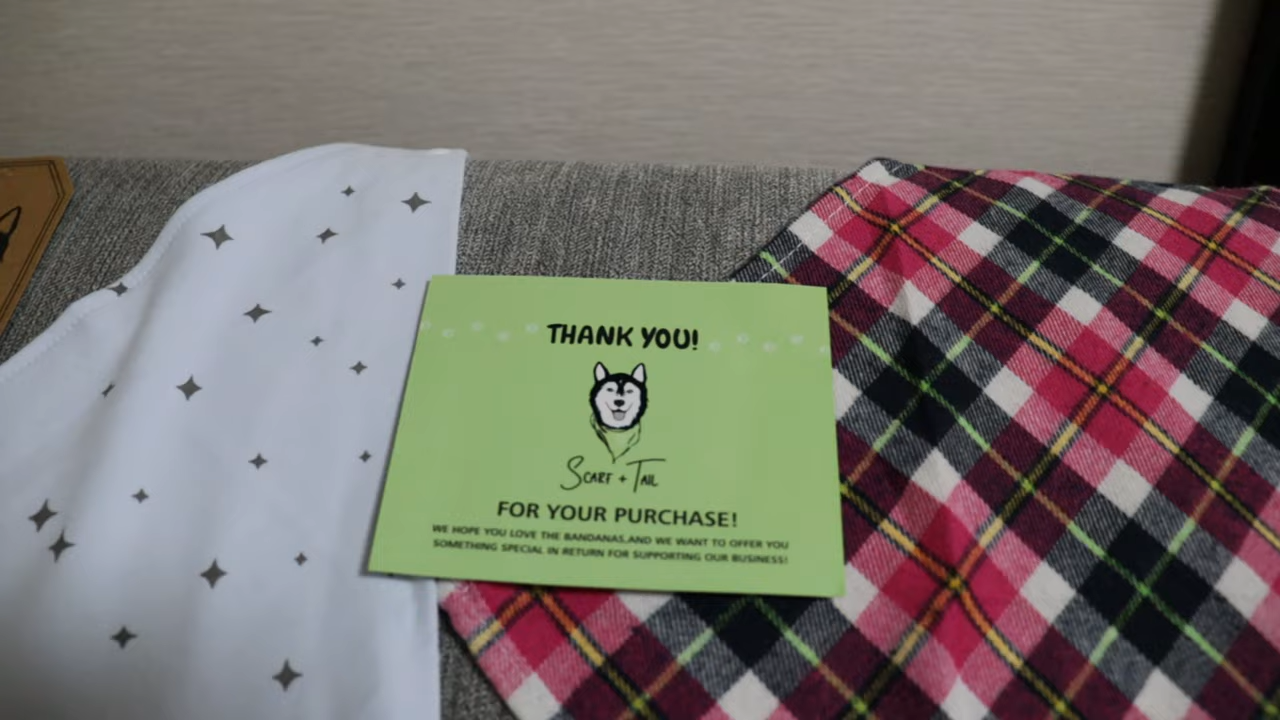 THANK YOU!
SCARF + TAIL
FOR YOUR PURCHASE!
WE HOPE YOU LOVE THE BANDANAS,AND WE WANT TO OFFER YOU
SOMETHING SPECIAL IN RETURN FOR SUPPORTING OUR BUSINESS!